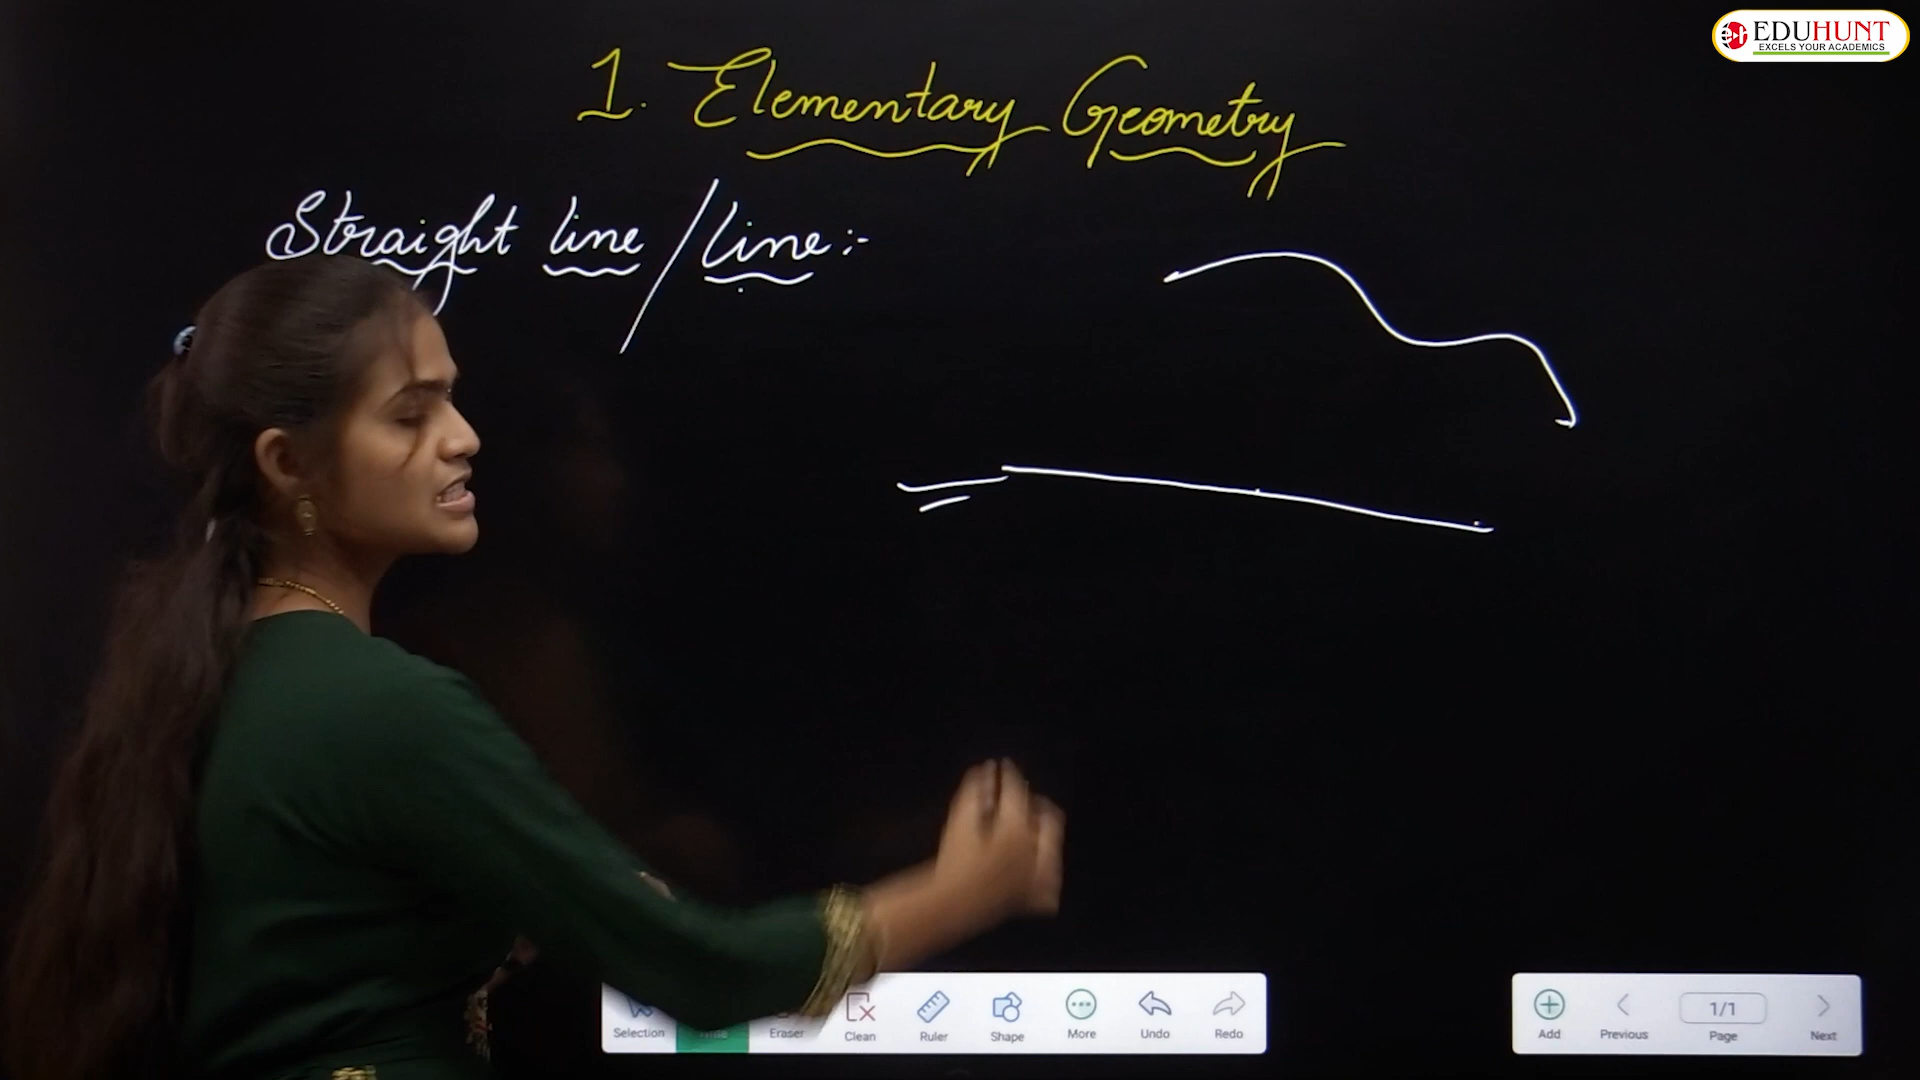 EDUHUNT
EXCELS YOUR ACADEMICS
1. Elementary Geometry
Straight line / line :-
Selection
Write
Eraser
Clean
Ruler
Shape
More
Undo
Redo
Add
Previous
1/1
Page
Next